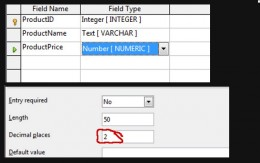 Field Name Field Type
ProductID Integer [ INTEGER ]
ProductName Text [ VARCHAR ]
ProductPrice Number [ NUMERIC ]
Entry required No
Length 50
Decimal places 2
Default value